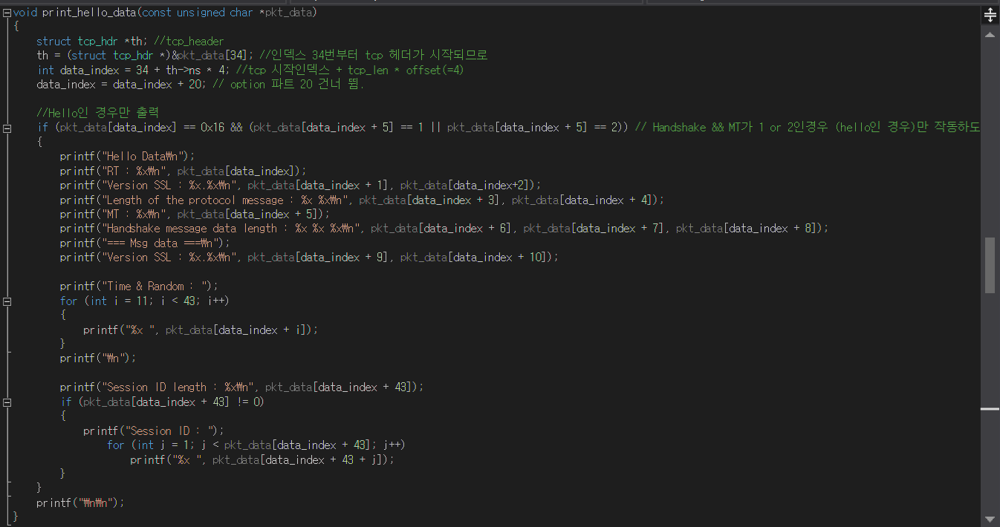 void print_hello_data(const unsigned char *pkt_data)
{
struct tcp_hdr *th; //tcp_header
th = (struct tcp_hdr *)&pkt_data[34]; //인덱스 34번부터 tcp 헤더가 시작되므로
int data_index = 34 + th->ns * 4; //tcp 시작인덱스 + tcp_len * offset(=4)
data_index = data_index + 20; // option 파트 20 건너 뜀.
//Hello인 경우만 출력
if (pkt_data[data_index] == 0x16 && (pkt_data[data_index + 5] == 1 || pkt_data[data_index + 5] == 2)) // Handshake && MT가 1 or 2인경우 (hello인 경우)만 작동하도
{
printf("Hello Data₩n");
printf("RT : %x₩n", pkt_data[data_index]);
printf("Version SSL : %x.%x₩n", pkt_data[data_index + 1], pkt_data[data_index+2]);
printf("Length of the protocol message : %x %x₩n", pkt_data[data_index + 3], pkt_data[data_index + 4]);
printf("MT : %x₩n", pkt_data[data_index + 5]);
printf("Handshake message data length : %x %x %x₩n", pkt_data[data_index + 6], pkt_data[data_index + 7], pkt_data[data_index + 8]);
printf("=== Msg data ===₩n");
printf("Version SSL : %x.%x₩n", pkt_data[data_index + 9], pkt_data[data_index + 10]);
printf("Time & Random : ");
for (int i = 11; i < 43; i++)
{
printf("%x ", pkt_data[data_index + i]);
}
printf("₩n");
printf("Session ID length : %x₩n", pkt_data[data_index + 43]);
if (pkt_data[data_index + 43] != 0)
{
printf("Session ID : ");
for (int j = 1; j < pkt_data[data_index + 43]; j++)
printf("%x ", pkt_data[data_index + 43 + j]);
}
}
printf("₩n₩n");
}